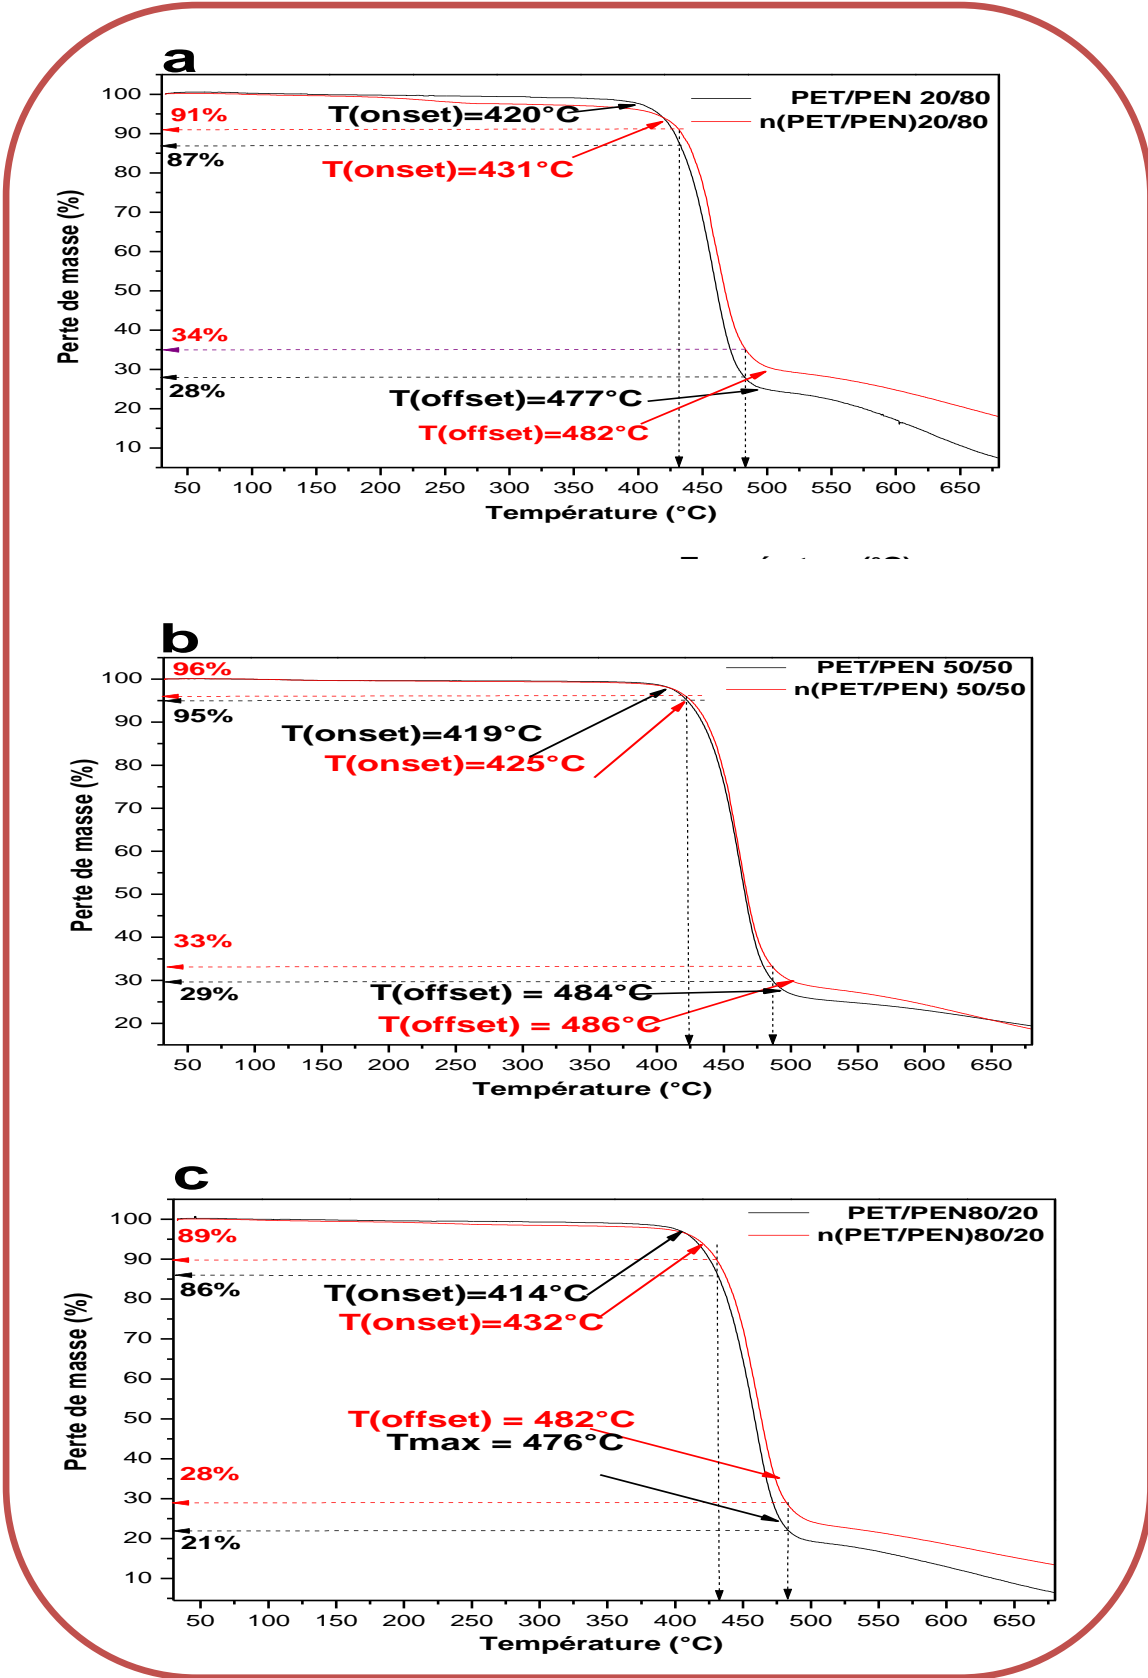 a
100
90
80
70
60
50
40
30
20
10
91%
87%
34%
28%
T(onset)=420°C
T(onset)=431°C
PET/PEN 20/80
n(PET/PEN)20/80
T(offset)=477°C
T(offset)=482°C
Perte de masse (%)
50 100 150 200 250 300 350 400 450 500 550 600 650
Température (°C)
Température (°C)
b
100
90
80
70
60
50
40
30
20
96%
95%
33%
29%
PET/PEN 50/50
n(PET/PEN) 50/50
T(onset)=419°C
T(onset)=425°C
T(offset) = 484°C
T(offset) = 486°C
Perte de masse (%)
50 100 150 200 250 300 350 400 450 500 550 600 650
Température (°C)
c
100
90
80
70
60
50
40
30
20
10
89%
86%
28%
21%
PET/PEN80/20
n(PET/PEN)80/20
T(onset)=414°C
T(onset)=432°C
T(offset) = 482°C
Tmax = 476°C
Perte de masse (%)
50 100 150 200 250 300 350 400 450 500 550 600 650
Température (°C)